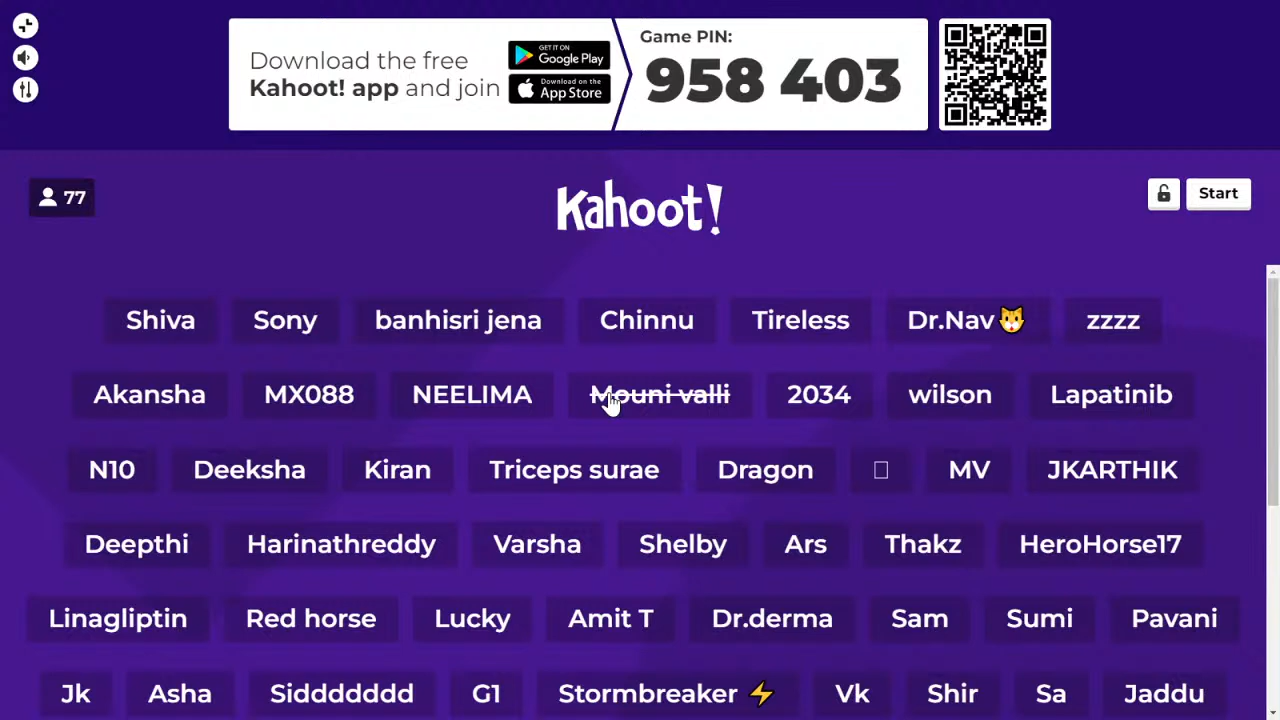 Download the free
Kahoot! app and join
GET IT ON
Google Play
Download on the
App Store
Game PIN:
958 403
77
Kahoot!
Start
Shiva Sony banhisri jena Chinnu Tireless Dr.Nav🐱 zzzz
Akansha MX088 NEELIMA Mouni valli 2034 wilson Lapatinib
N10 Deeksha Kiran Triceps surae Dragon MV JKARTHIK
Deepthi Harinathreddy Varsha Shelby Ars Thakz HeroHorse17
Linagliptin Red horse Lucky Amit T Dr.derma Sam Sumi Pavani
Jk Asha Siddddddd G1 Stormbreaker ⚡ Vk Shir Sa Jaddu